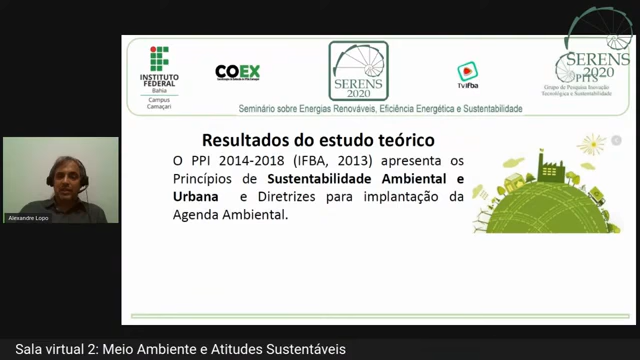 INSTITUTO
FEDERAL
Bahia
Campus
Camaçari
COEX
SERENS
2020
TVifba
SERENS
2020
PITS
Grupo de Pesquisa Inovação
Tecnológica e Sustentabilidade
Seminário sobre Energias Renováveis, Eficiência Energética e Sustentabilidade
Resultados do estudo teórico
O PPI 2014-2018 (IFBA, 2013) apresenta os
Princípios de Sustentabilidade Ambiental e
Urbana e Diretrizes para implantação da
Agenda Ambiental.
Alexandre Lopo
Sala virtual 2: Meio Ambiente e Atitudes Sustentáveis